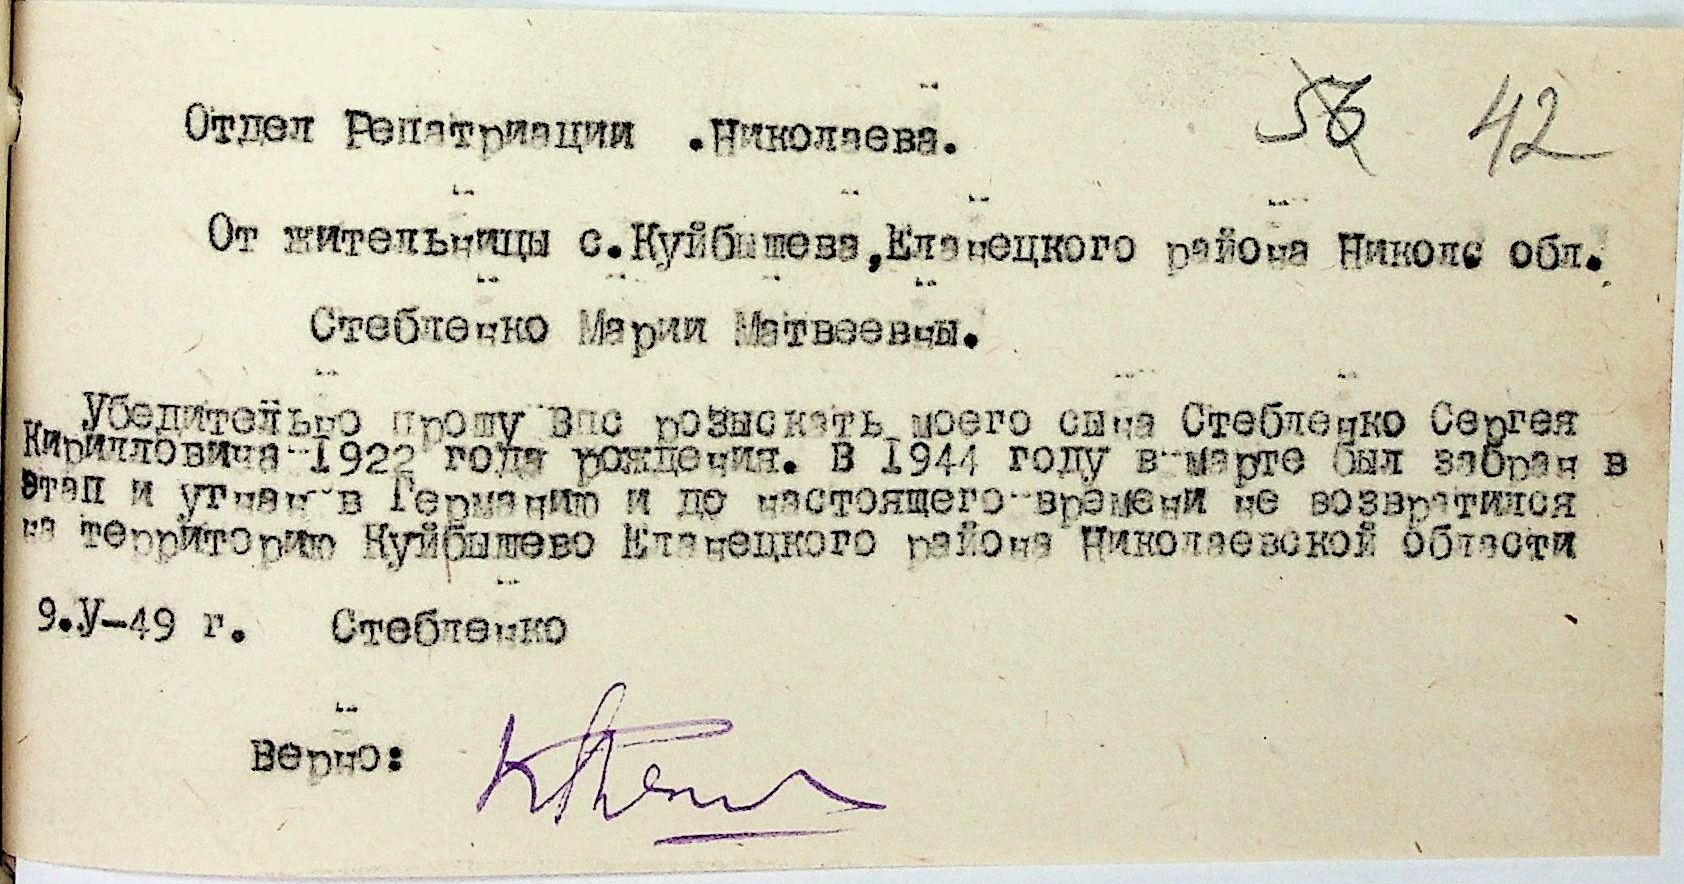 53 42
Отдел Репатриации .Николаева.
От жительницы с.Куйбышева,Еланецкого района Никол. обл.
Стебленко Марии Матвеевны.
Убедительно прошу Вас розыскать моего сына Стебленко Сергея
Кирилловича 1922 года рождения. В 1944 году в марте был забран в
этап и угнан в Германию и до настоящего времени не возвратился
на территорию Куйбышево Еланецкого района Николаевской области
9.У-49 г. Стебленко
Верно: